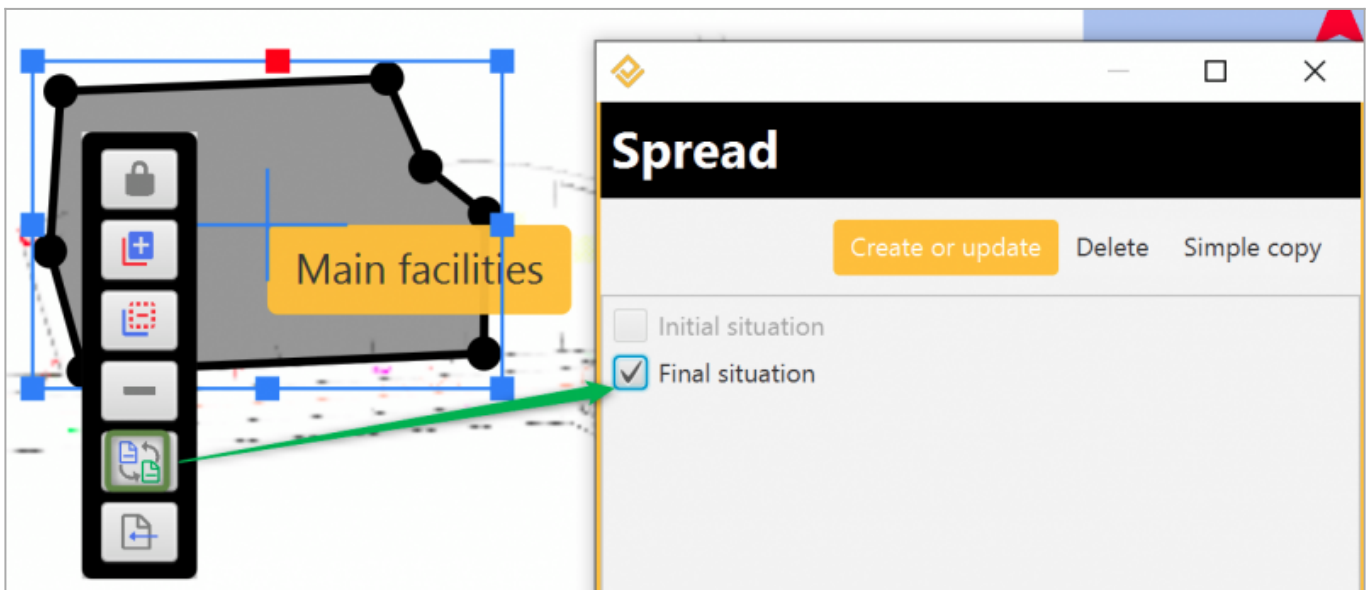 Main facilities
Spread
Create or update Delete Simple copy
Initial situation
Final situation